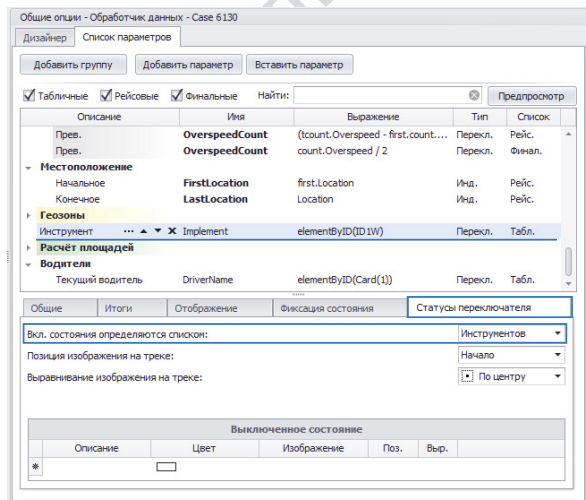 Общие опции - Обработчик данных - Case 6130
Дизайнер Список параметров
Добавить группу Добавить параметр Вставить параметр
Табличные Рейсовые Финальные Найти: Предпросмотр
Описание Имя Выражение Тип Список
Прев. OverspeedCount (tcount.Overspeed - first.count.... Перекл. Рейс.
Прев. OverspeedCount count.Overspeed / 2 Перекл. Финал.
Местоположение
Начальное FirstLocation first.Location Инд. Рейс.
Конечное LastLocation Location Инд. Рейс.
Геозоны
Инструмент ... Implement elementByID(ID1W) Перекл. Табл.
Расчёт площадей
Водители
Текущий водитель DriverName elementByID(Card(1)) Перекл. Табл.
Общие Итоги Отображение Фиксация состояния Статусы переключателя
Вкл. состояния определяются списком: Инструментов
Позиция изображения на треке: Начало
Выравнивание изображения на треке: По центру
Выключенное состояние
Описание Цвет Изображение Поз. Выр.